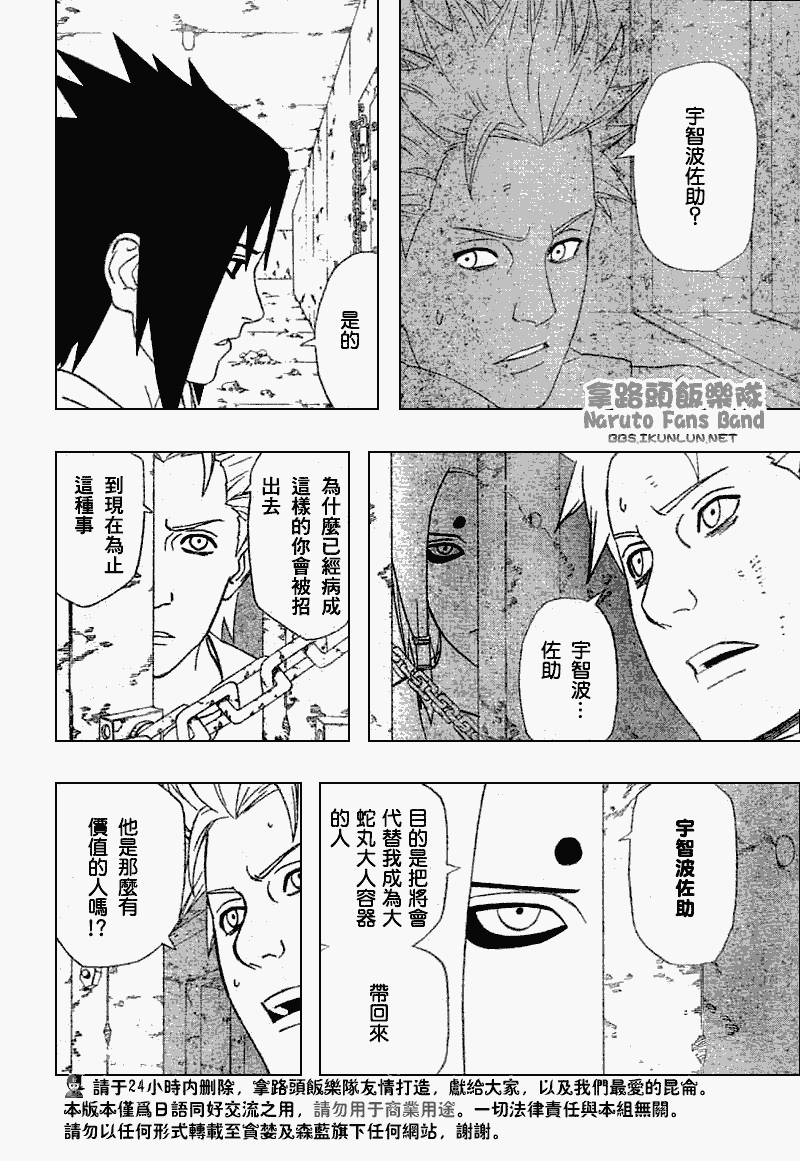 宇智波佐助?
是的
拿路頭飯樂隊
Naruto Fans Band
BBS.IKUNLUN.NET
宇智波…
佐助
為什麼已經病成
這樣的你會被招
出去
到現在為止
這種事
宇智波佐助
目的是把將會
代替我成為大
蛇丸大人容器
的人
帶回來
他是那麼有
價值的人嗎!?
請于24小時内刪除，拿路頭飯樂隊友情打造，獻給大家，以及我們最愛的昆侖。
本版本僅爲日語同好交流之用，請勿用于商業用途。一切法律責任與本組無關。
請勿以任何形式轉載至貪婪及森藍旗下任何網站，謝謝。